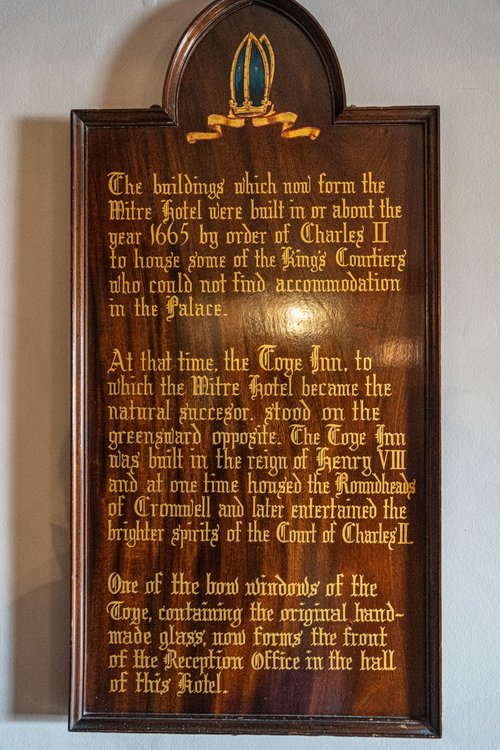 The buildings which now form the
Mitre Hotel were built in or about the
year 1665 by order of Charles II
to house some of the King's Courtiers
who could not find accommodation
in the Palace.
At that time, the Toye Inn, to
which the Mitre Hotel became the
natural succesor, stood on the
greensward opposite. The Toye Inn
was built in the reign of Henry VIII
and at one time housed the Roundheads
of Cromwell and later entertained the
brighter spirits of the Court of Charles II.
One of the bow windows of the
Toye, containing the original hand-
made glass, now forms the front
of the Reception Office in the hall
of this Hotel.